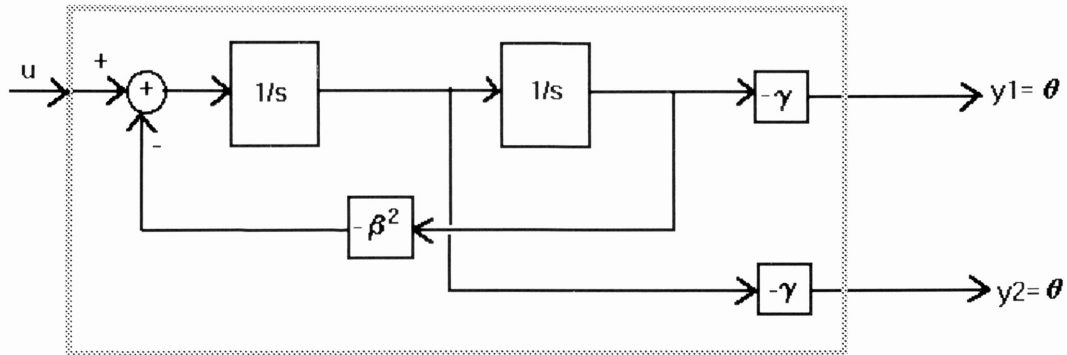 u
+
+
-
1/s
1/s
-γ
y1= θ
-β²
-γ
y2= θ